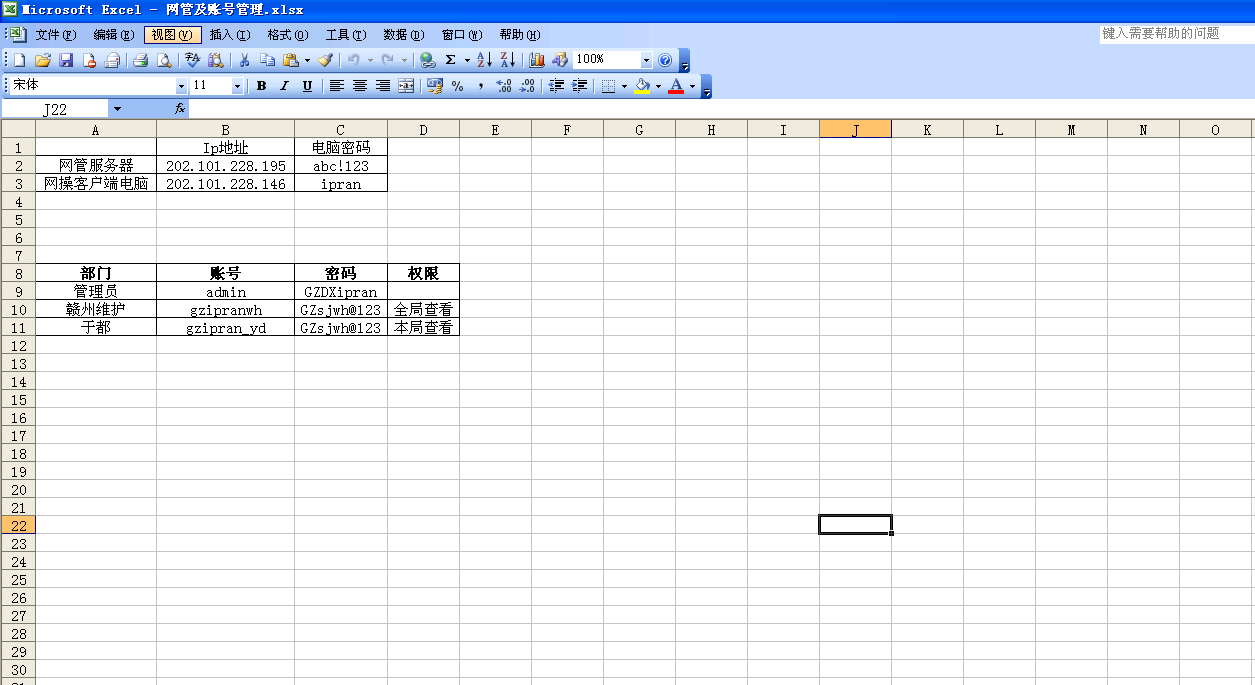 Microsoft Excel - 网管及账号管理.xlsx
文件(F) 编辑(E) 视图(V) 插入(I) 格式(O) 工具(T) 数据(D) 窗口(W) 帮助(H) 键入需要帮助的问题
100%
宋体 11 B I U
J22 fx
A B C D E F G H I J K L M N O
1 Ip地址 电脑密码
2 网管服务器 202.101.228.195 abc!123
3 网操客户端电脑 202.101.228.146 ipran
4
5
6
7
8 部门 账号 密码 权限
9 管理员 admin GZDXipran
10 赣州维护 gzipranwh GZsjwh@123 全局查看
11 于都 gzipran_yd GZsjwh@123 本局查看
12
13
14
15
16
17
18
19
20
21
22
23
24
25
26
27
28
29
30